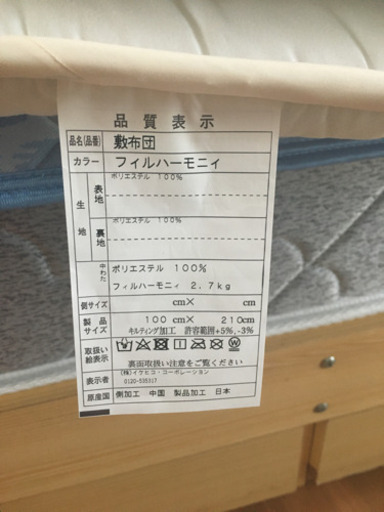 品質表示
品名(品番) 敷布団
カラー フィルハーモニィ
生地 表地 ポリエステル 100%
裏地 ポリエステル 100%
中わた ポリエステル 100%
フィルハーモニィ 2.7kg
側サイズ cm× cm
製品サイズ 100cm× 210cm
キルティング加工 許容範囲+5%,-3%
取扱い絵表示
裏面取扱い注意をご覧ください
表示者 (株)イケヒコ・コーポレーション
0120-535317
原産国 側加工 中国 製品加工 日本